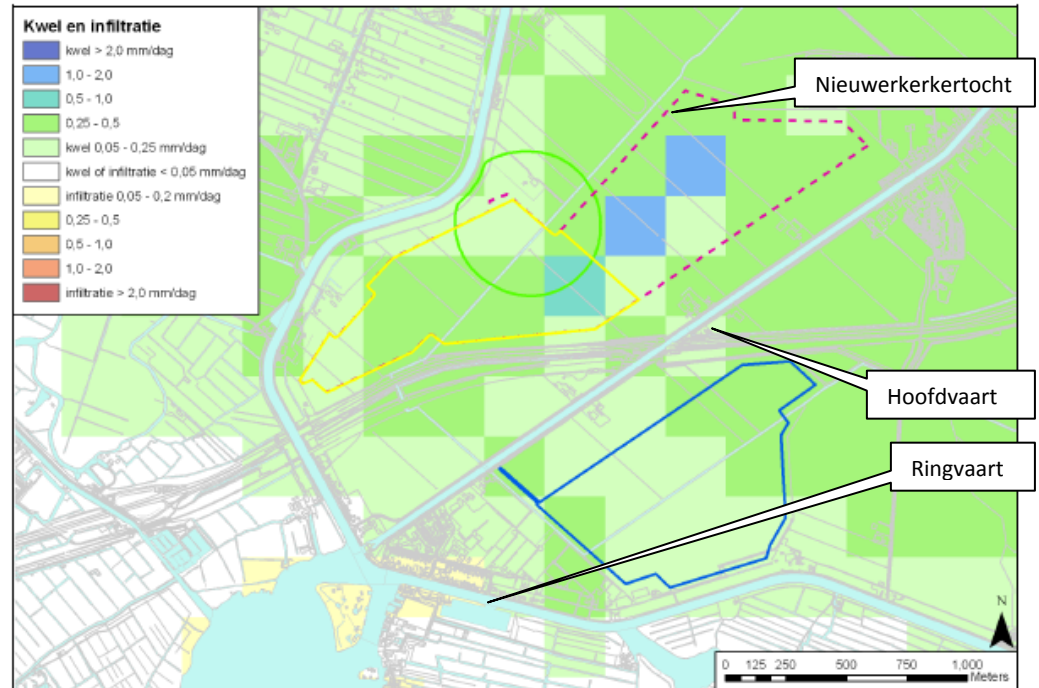 Kwel en infiltratie
kwel > 2,0 mm/dag
1,0 - 2,0
0,5 - 1,0
0,25 - 0,5
kwel 0,05 - 0,25 mm/dag
kwel of infiltratie < 0,05 mm/dag
infiltratie 0,05 - 0,2 mm/dag
0,25 - 0,5
0,5 - 1,0
1,0 - 2,0
infiltratie > 2,0 mm/dag
Nieuwerkerkertocht
Hoofdvaart
Ringvaart
N
0 125 250 500 750 1,000
Meters